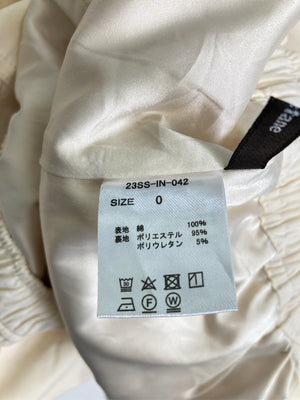 lane
23SS-IN-042
SIZE 0
表地 綿 100%
裏地 ポリエステル 95%
ポリウレタン 5%
F W